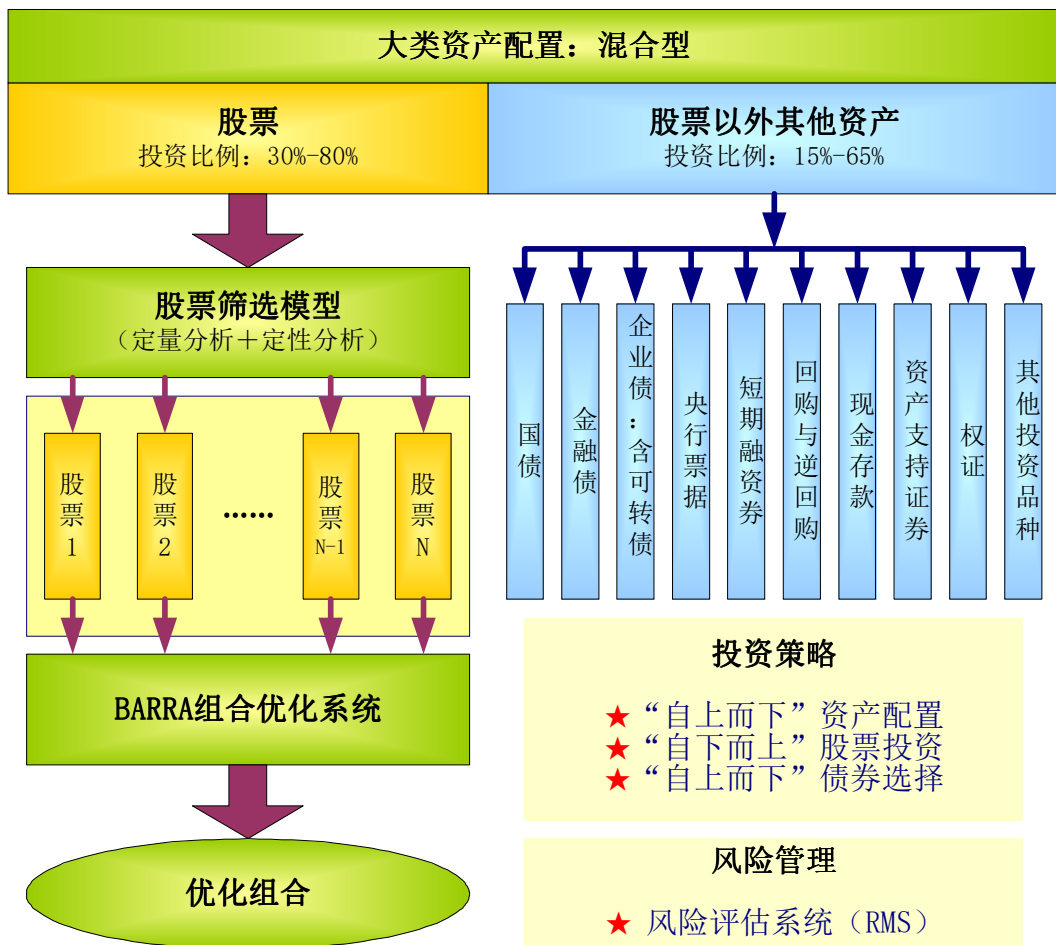 大类资产配置：混合型
股票
投资比例：30%-80%
股票以外其他资产
投资比例：15%-65%
股票筛选模型
（定量分析＋定性分析）
股票1
股票2
……
股票N-1
股票N
BARRA组合优化系统
优化组合
国债
金融债
企业债：含可转债
央行票据
短期融资券
回购与逆回购
现金存款
资产支持证券
权证
其他投资品种
投资策略
★“自上而下”资产配置
★“自下而上”股票投资
★“自上而下”债券选择
风险管理
★ 风险评估系统（RMS）